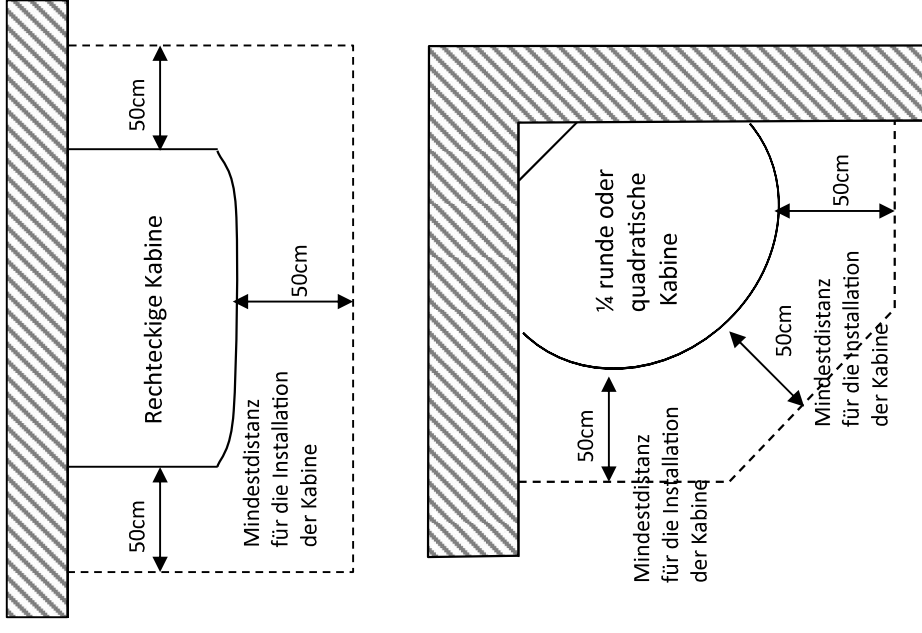 50cm
Rechteckige Kabine
50cm
50cm
Mindestdistanz
für die Installation
der Kabine
¼ runde oder
quadratische
Kabine
50cm
50cm
50cm
Mindestdistanz
für die Installation
der Kabine
Mindestdistanz
für die Installation
der Kabine